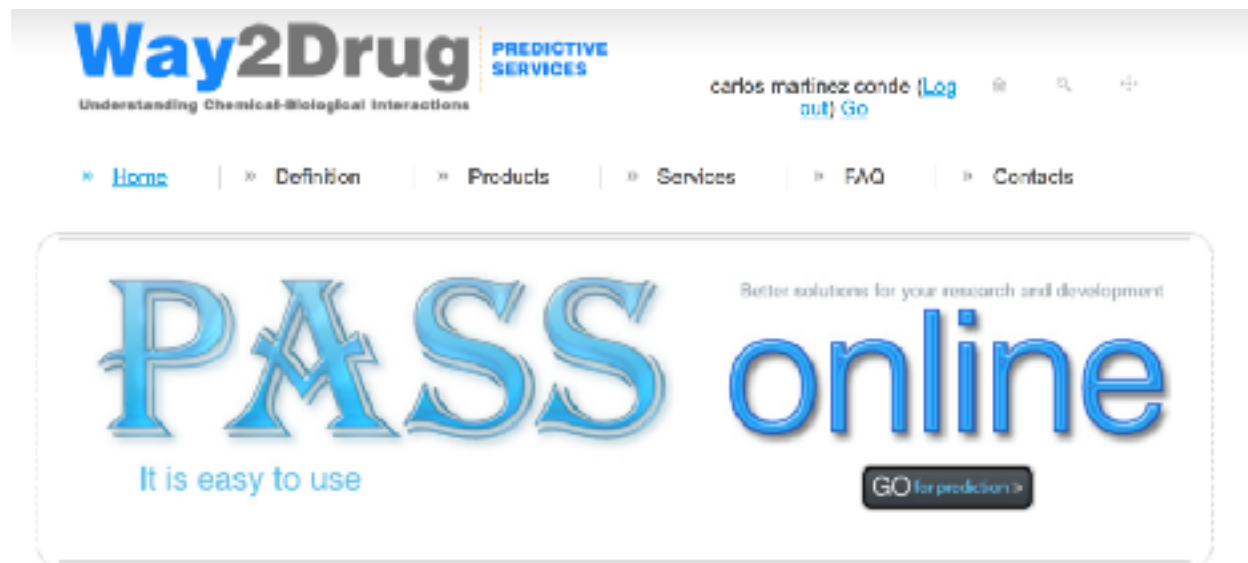 Way2Drug
PREDICTIVE
SERVICES
Understanding Chemical-Biological Interactions
carlos martinez conde (Log
out) Go
» Home
» Definition
» Products
» Services
» FAQ
» Contacts
PASS
Better solutions for your research and development
online
It is easy to use
GO for prediction >